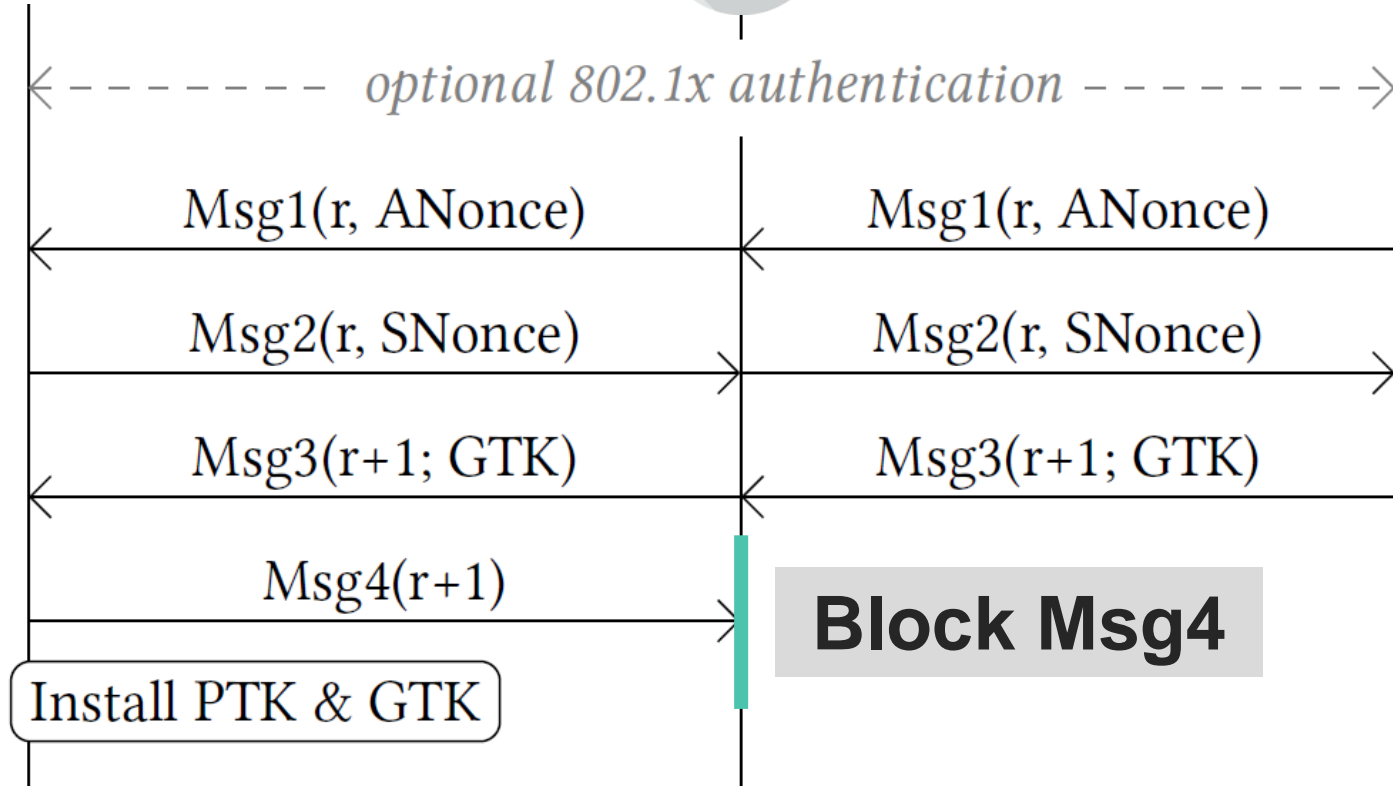 optional 802.1x authentication
Msg1(r, ANonce)
Msg1(r, ANonce)
Msg2(r, SNonce)
Msg2(r, SNonce)
Msg3(r+1; GTK)
Msg3(r+1; GTK)
Msg4(r+1)
Block Msg4
Install PTK & GTK